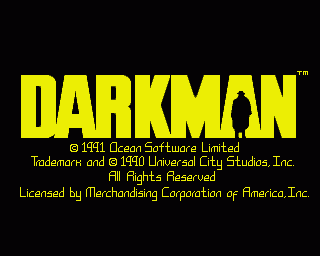 DARKMAN™
© 1991 Ocean Software Limited
Trademark and © 1990 Universal City Studios, Inc.
All Rights Reserved
Licensed by Merchandising Corporation of America, Inc.